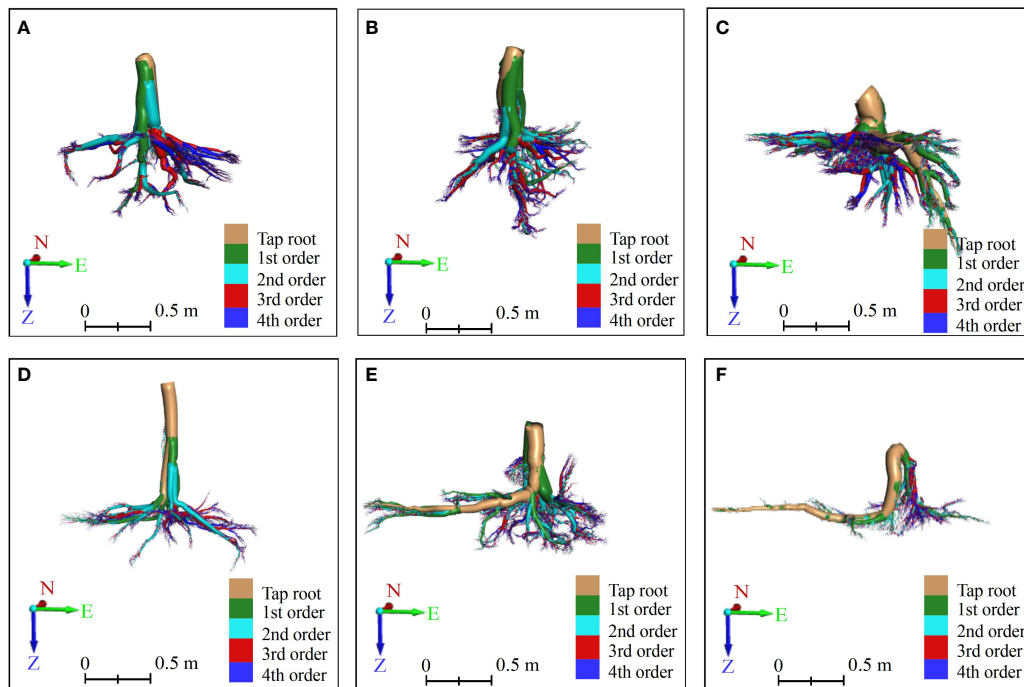 A
N
E
Z
Tap root
1st order
2nd order
3rd order
4th order
0 0.5 m
B
N
E
Z
Tap root
1st order
2nd order
3rd order
4th order
0 0.5 m
C
N
E
Z
Tap root
1st order
2nd order
3rd order
4th order
0 0.5 m
D
N
E
Z
Tap root
1st order
2nd order
3rd order
4th order
0 0.5 m
E
N
E
Z
Tap root
1st order
2nd order
3rd order
4th order
0 0.5 m
F
N
E
Z
Tap root
1st order
2nd order
3rd order
4th order
0 0.5 m